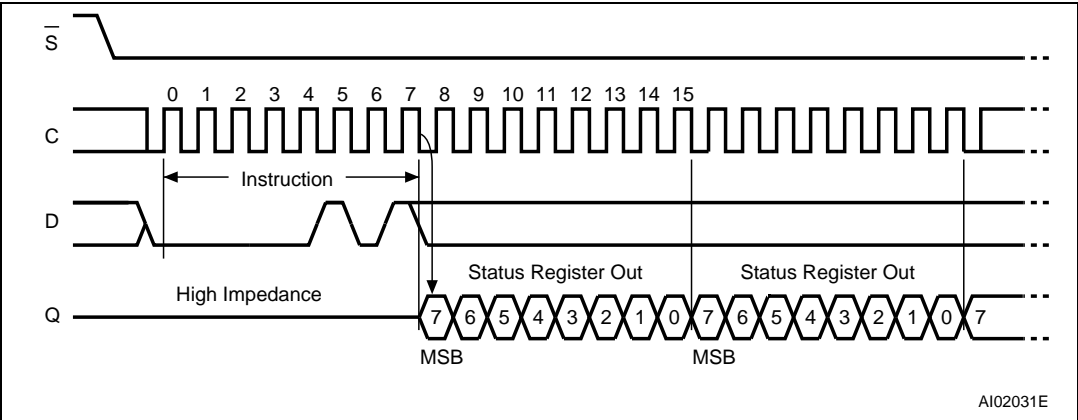 S
0 1 2 3 4 5 6 7 8 9 10 11 12 13 14 15
C
Instruction
D
Status Register Out Status Register Out
High Impedance
Q 7 6 5 4 3 2 1 0 7 6 5 4 3 2 1 0 7
MSB MSB
AI02031E